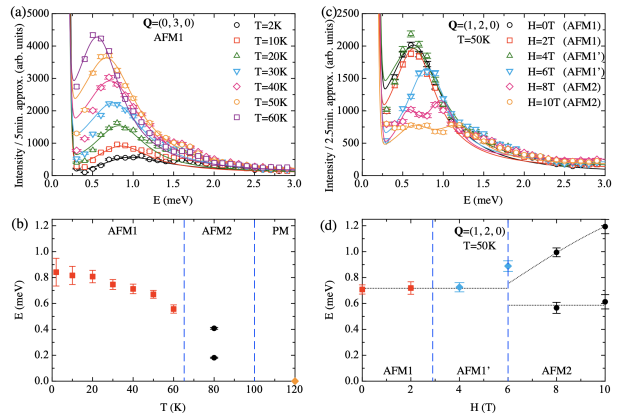 (a)
Q=(0, 3, 0)
AFM1
T=2K
T=10K
T=20K
T=30K
T=40K
T=50K
T=60K
5000
4000
3000
2000
1000
0
0.0 0.5 1.0 1.5 2.0 2.5 3.0
E (meV)
Intensity / 5min. approx. (arb. units)
(c)
Q=(1, 2, 0)
T=50K
H=0T (AFM1)
H=2T (AFM1)
H=4T (AFM1')
H=6T (AFM1')
H=8T (AFM2)
H=10T (AFM2)
2500
2000
1500
1000
500
0
0.0 0.5 1.0 1.5 2.0 2.5 3.0
E (meV)
Intensity / 2.5min. approx. (arb. units)
(b)
AFM1 AFM2 PM
1.2
1.0
0.8
0.6
0.4
0.2
0.0
0 20 40 60 80 100 120
T (K)
E (meV)
(d)
Q=(1, 2, 0)
T=50K
AFM1 AFM1' AFM2
1.2
1.0
0.8
0.6
0.4
0.2
0.0
0 2 4 6 8 10
H (T)
E (meV)